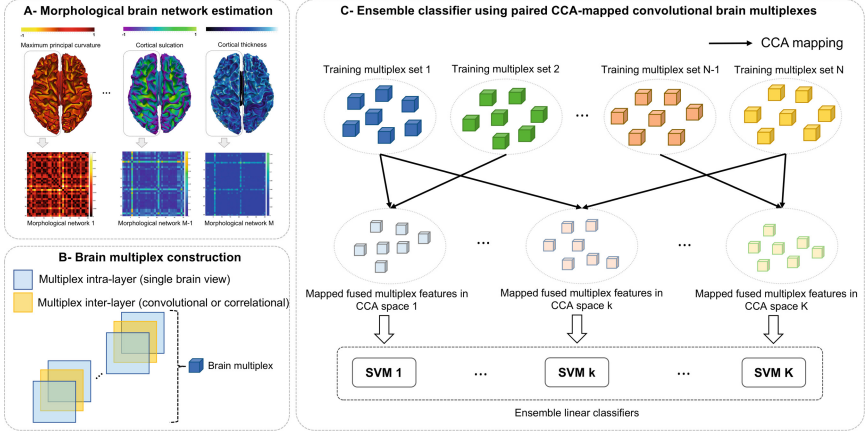 A- Morphological brain network estimation
Maximum principal curvature
Cortical sulcation
Cortical thickness
...
Morphological network 1
Morphological network M-1
Morphological network M
B- Brain multiplex construction
Multiplex intra-layer (single brain view)
Multiplex inter-layer (convolutional or correlational)
...
Brain multiplex
C- Ensemble classifier using paired CCA-mapped convolutional brain multiplexes
CCA mapping
Training multiplex set 1
Training multiplex set 2
Training multiplex set N-1
Training multiplex set N
...
... ...
Mapped fused multiplex features in
CCA space 1
Mapped fused multiplex features in
CCA space k
Mapped fused multiplex features in
CCA space K
SVM 1 ... SVM k ... SVM K
Ensemble linear classifiers